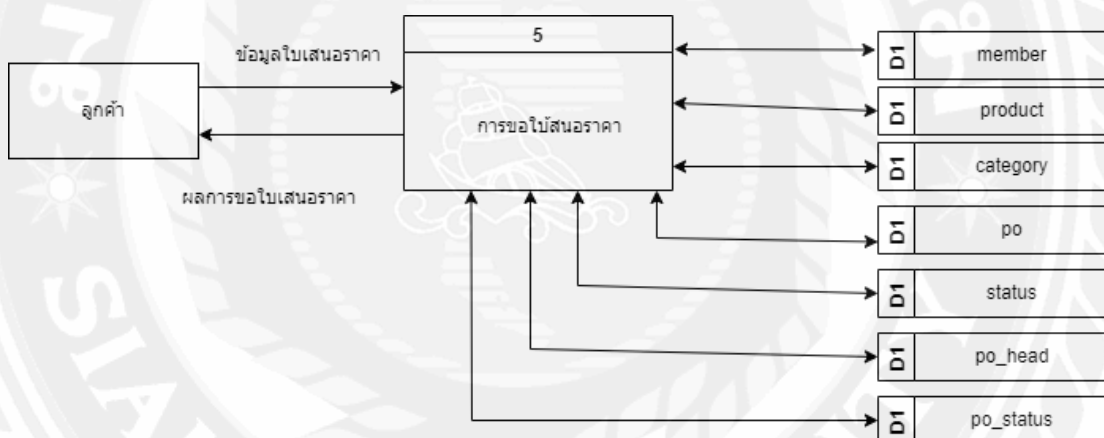 5
ข้อมูลใบเสนอราคา
ลูกค้า
การขอใบ้สนอราคา
ผลการขอใบเสนอราคา
D1 member
D1 product
D1 category
D1 po
D1 status
D1 po_head
D1 po_status